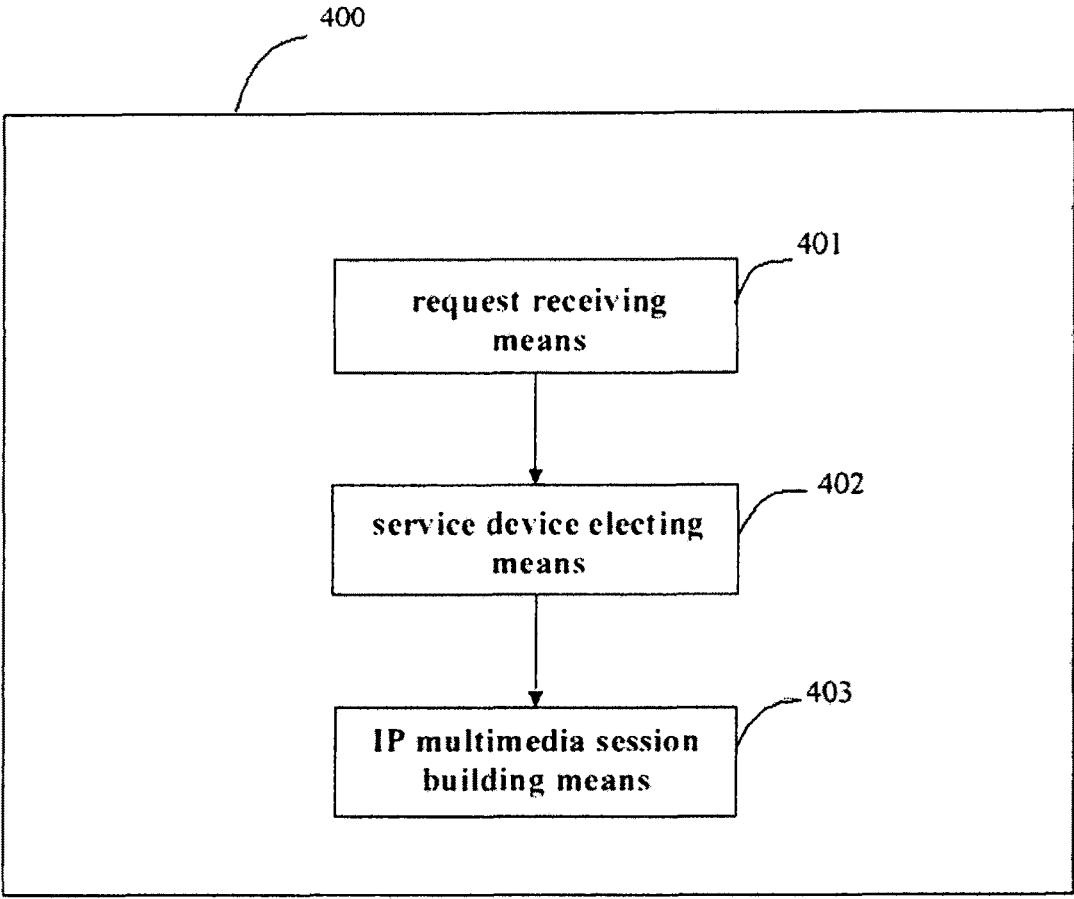 400
401
request receiving
means
402
service device electing
means
403
IP multimedia session
building means